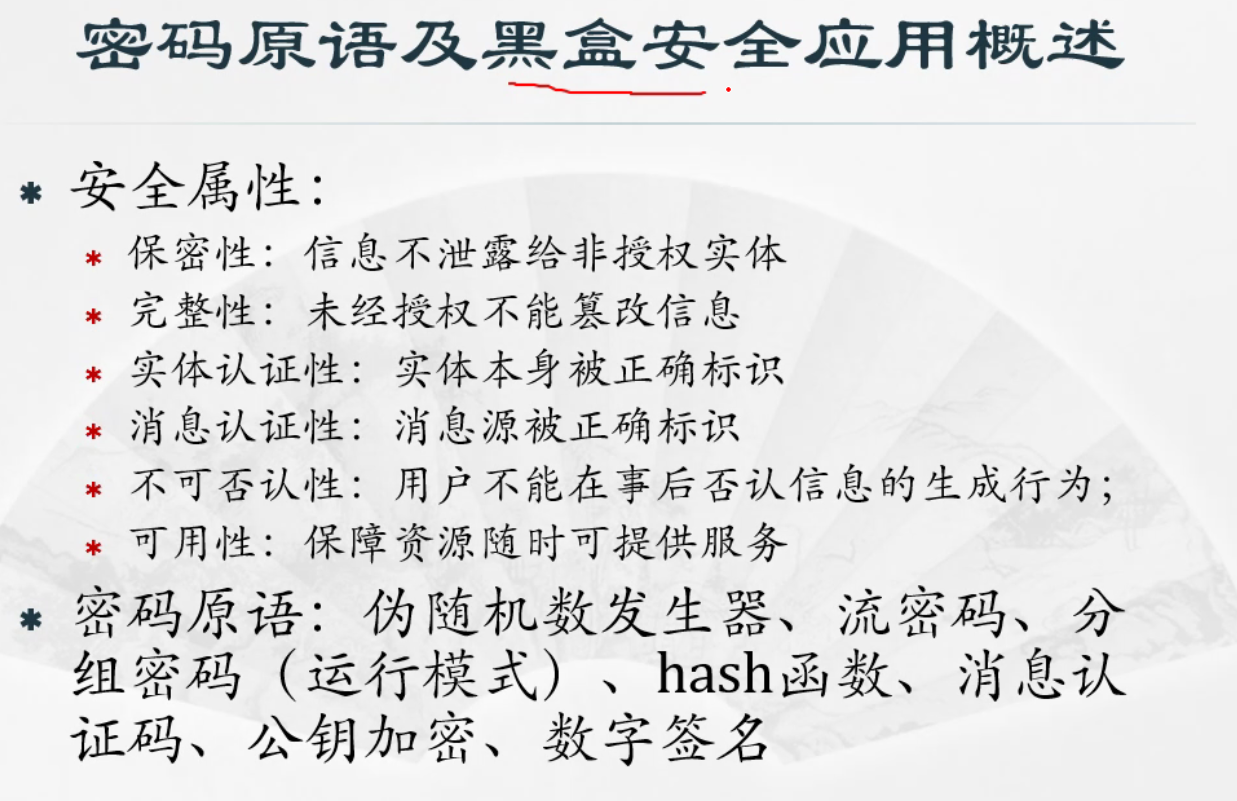 密码原语及黑盒安全应用概述
安全属性：
保密性：信息不泄露给非授权实体
完整性：未经授权不能篡改信息
实体认证性：实体本身被正确标识
消息认证性：消息源被正确标识
不可否认性：用户不能在事后否认信息的生成行为；
可用性：保障资源随时可提供服务
密码原语：伪随机数发生器、流密码、分
组密码（运行模式）、hash函数、消息认
证码、公钥加密、数字签名